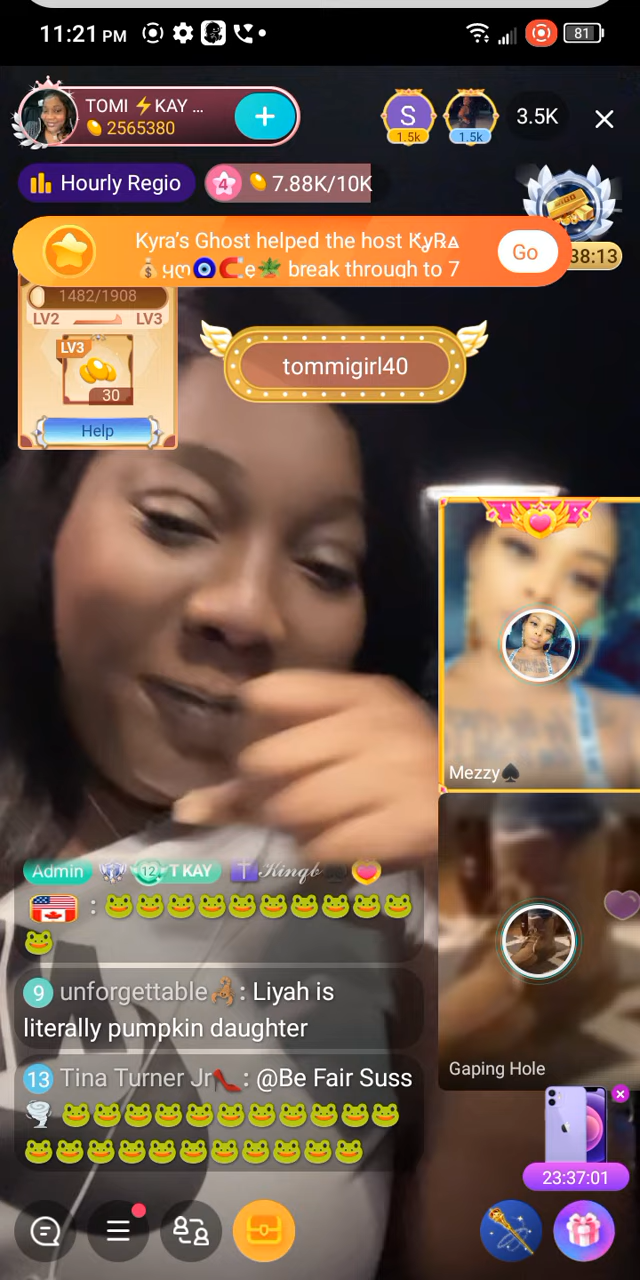 11:21 PM
81
TOMI ⚡KAY ...
2565380
S
1.5k
1.5k
3.5K
Hourly Regio
4
7.88K/10K
Kyra's Ghost helped the host ҜყƦᴀ
💰ყო🧿🧲e🌿 break through to 7
Go
38:13
1482/1908
LV2
LV3
LV3
30
Help
tommigirl40
Mezzy♠
Admin 12 T KAY ✝️𝒦𝒾𝓃𝑔𝒷
: 🐸🐸🐸🐸🐸🐸🐸🐸🐸🐸
🐸
9 unforgettable🦂: Liyah is
literally pumpkin daughter
13 Tina Turner Jr👠: @Be Fair Suss
🌪️ 🐸🐸🐸🐸🐸🐸🐸🐸🐸🐸🐸
🐸🐸🐸🐸🐸🐸🐸🐸🐸🐸🐸
Gaping Hole
23:37:01